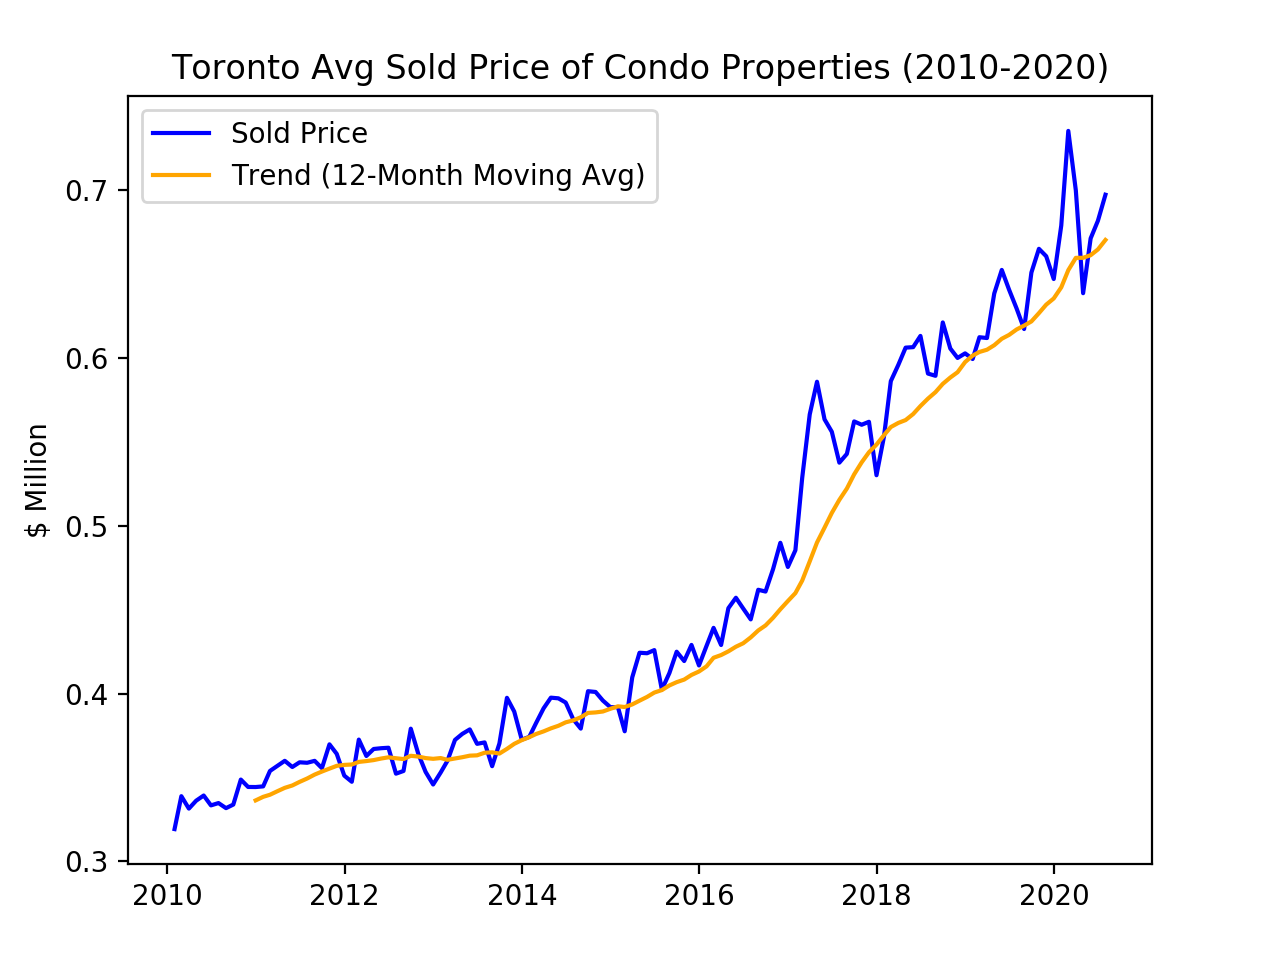 Toronto Avg Sold Price of Condo Properties (2010-2020)
Sold Price
Trend (12-Month Moving Avg)
$ Million
0.7
0.6
0.5
0.4
0.3
2010 2012 2014 2016 2018 2020